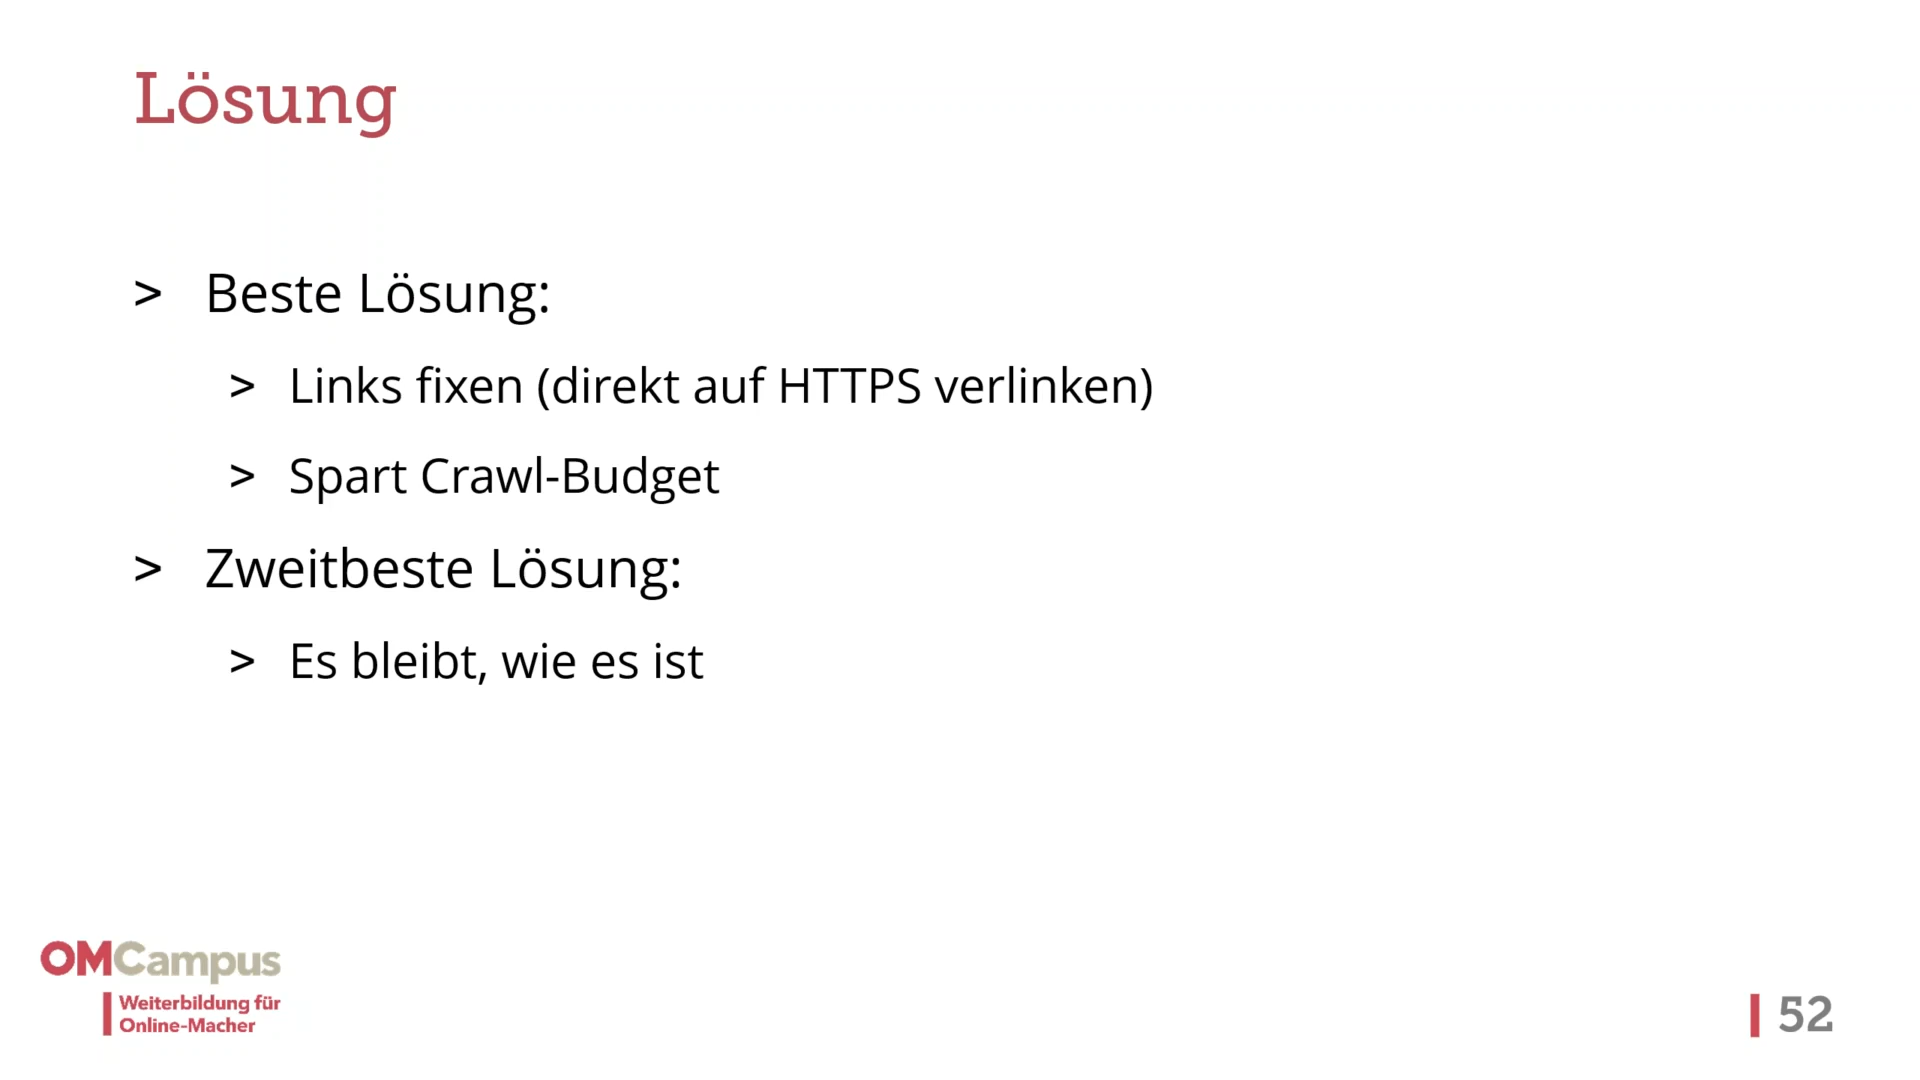 Lösung
> Beste Lösung:
> Links fixen (direkt auf HTTPS verlinken)
> Spart Crawl-Budget
> Zweitbeste Lösung:
> Es bleibt, wie es ist
OMCampus
Weiterbildung für
Online-Macher
52